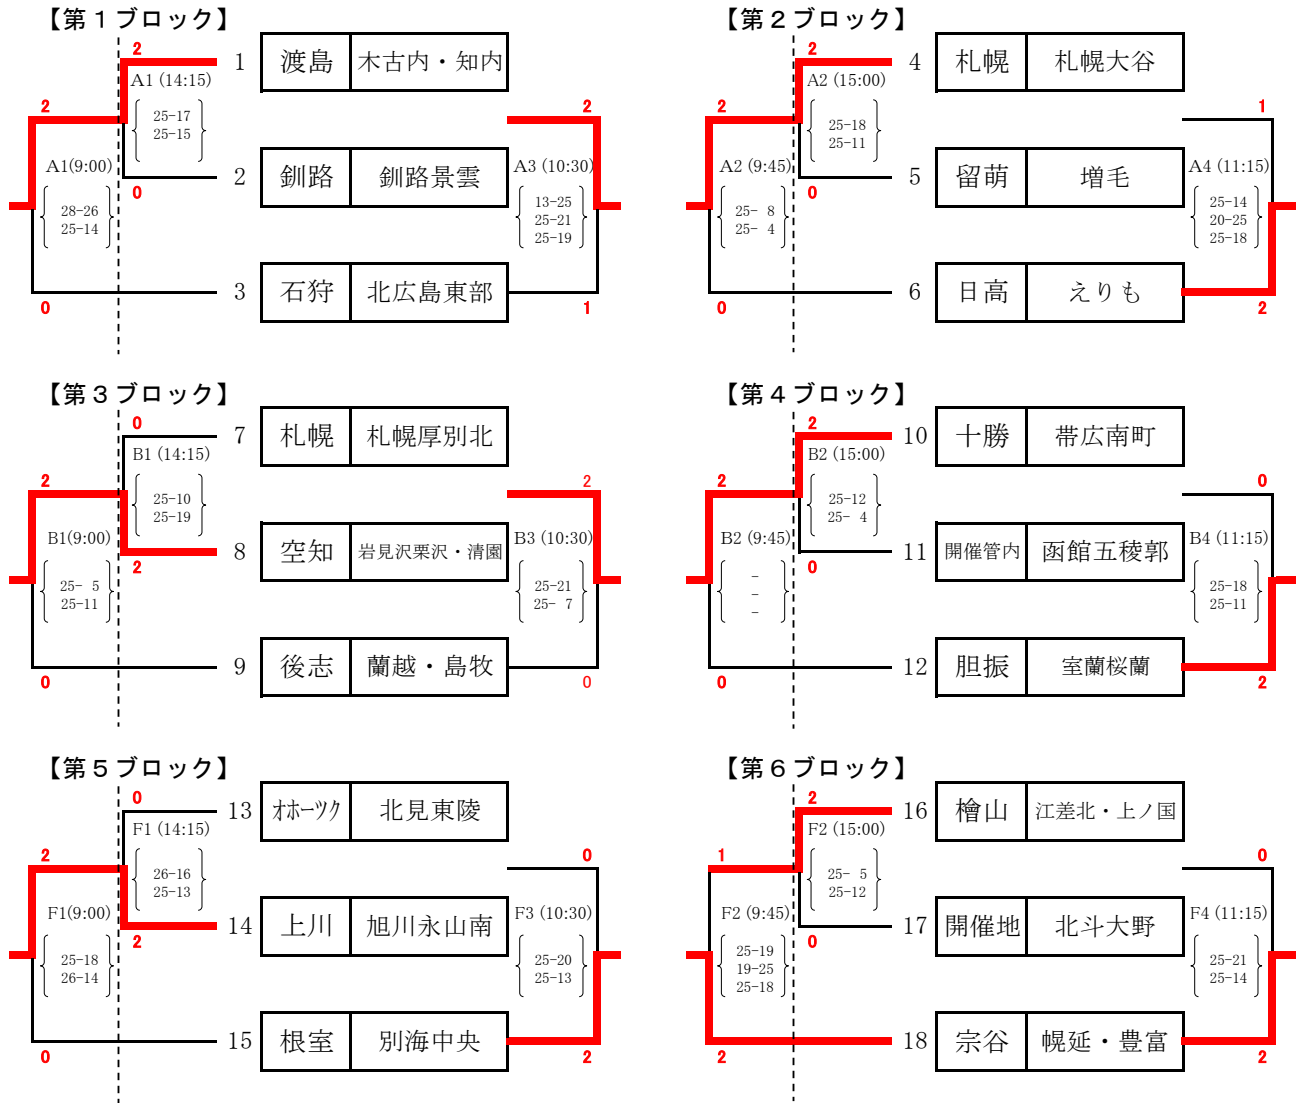 【第１ブロック】
2
1 渡島 木古内・知内
A1 (14:15)
25-17
25-15
2
2
A1(9:00)
28-26
25-14
2 釧路 釧路景雲
0
A3 (10:30)
13-25
25-21
25-19
3 石狩 北広島東部
0
1
【第２ブロック】
2
4 札幌 札幌大谷
A2 (15:00)
25-18
25-11
2
1
A2 (9:45)
25- 8
25- 4
5 留萌 増毛
0
A4 (11:15)
25-14
20-25
25-18
6 日高 えりも
0
2
【第３ブロック】
0
7 札幌 札幌厚別北
B1 (14:15)
25-10
25-19
2
2
B1(9:00)
25- 5
25-11
8 空知 岩見沢栗沢・清園
2
B3 (10:30)
25-21
25- 7
9 後志 蘭越・島牧
0
0
【第４ブロック】
2
10 十勝 帯広南町
B2 (15:00)
25-12
25- 4
2
0
B2 (9:45)
-
-
-
11 開催管内 函館五稜郭
0
B4 (11:15)
25-18
25-11
12 胆振 室蘭桜蘭
0
2
【第５ブロック】
0
13 オホーツク 北見東陵
F1 (14:15)
26-16
25-13
2
0
F1(9:00)
25-18
26-14
14 上川 旭川永山南
2
F3 (10:30)
25-20
25-13
15 根室 別海中央
0
2
【第６ブロック】
2
16 檜山 江差北・上ノ国
F2 (15:00)
25- 5
25-12
1
0
F2 (9:45)
25-19
19-25
25-18
17 開催地 北斗大野
0
F4 (11:15)
25-21
25-14
18 宗谷 幌延・豊富
2
2